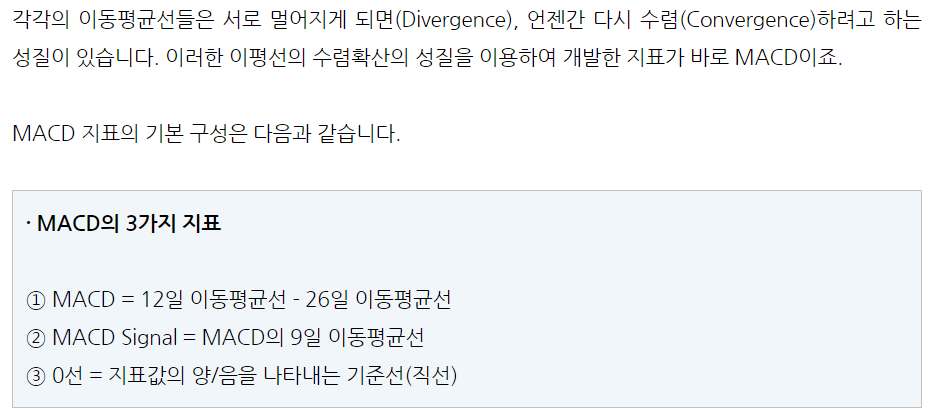 각각의 이동평균선들은 서로 멀어지게 되면(Divergence), 언젠간 다시 수렴(Convergence)하려고 하는
성질이 있습니다. 이러한 이평선의 수렴확산의 성질을 이용하여 개발한 지표가 바로 MACD이죠.
MACD 지표의 기본 구성은 다음과 같습니다.
· MACD의 3가지 지표
① MACD = 12일 이동평균선 - 26일 이동평균선
② MACD Signal = MACD의 9일 이동평균선
③ 0선 = 지표값의 양/음을 나타내는 기준선(직선)